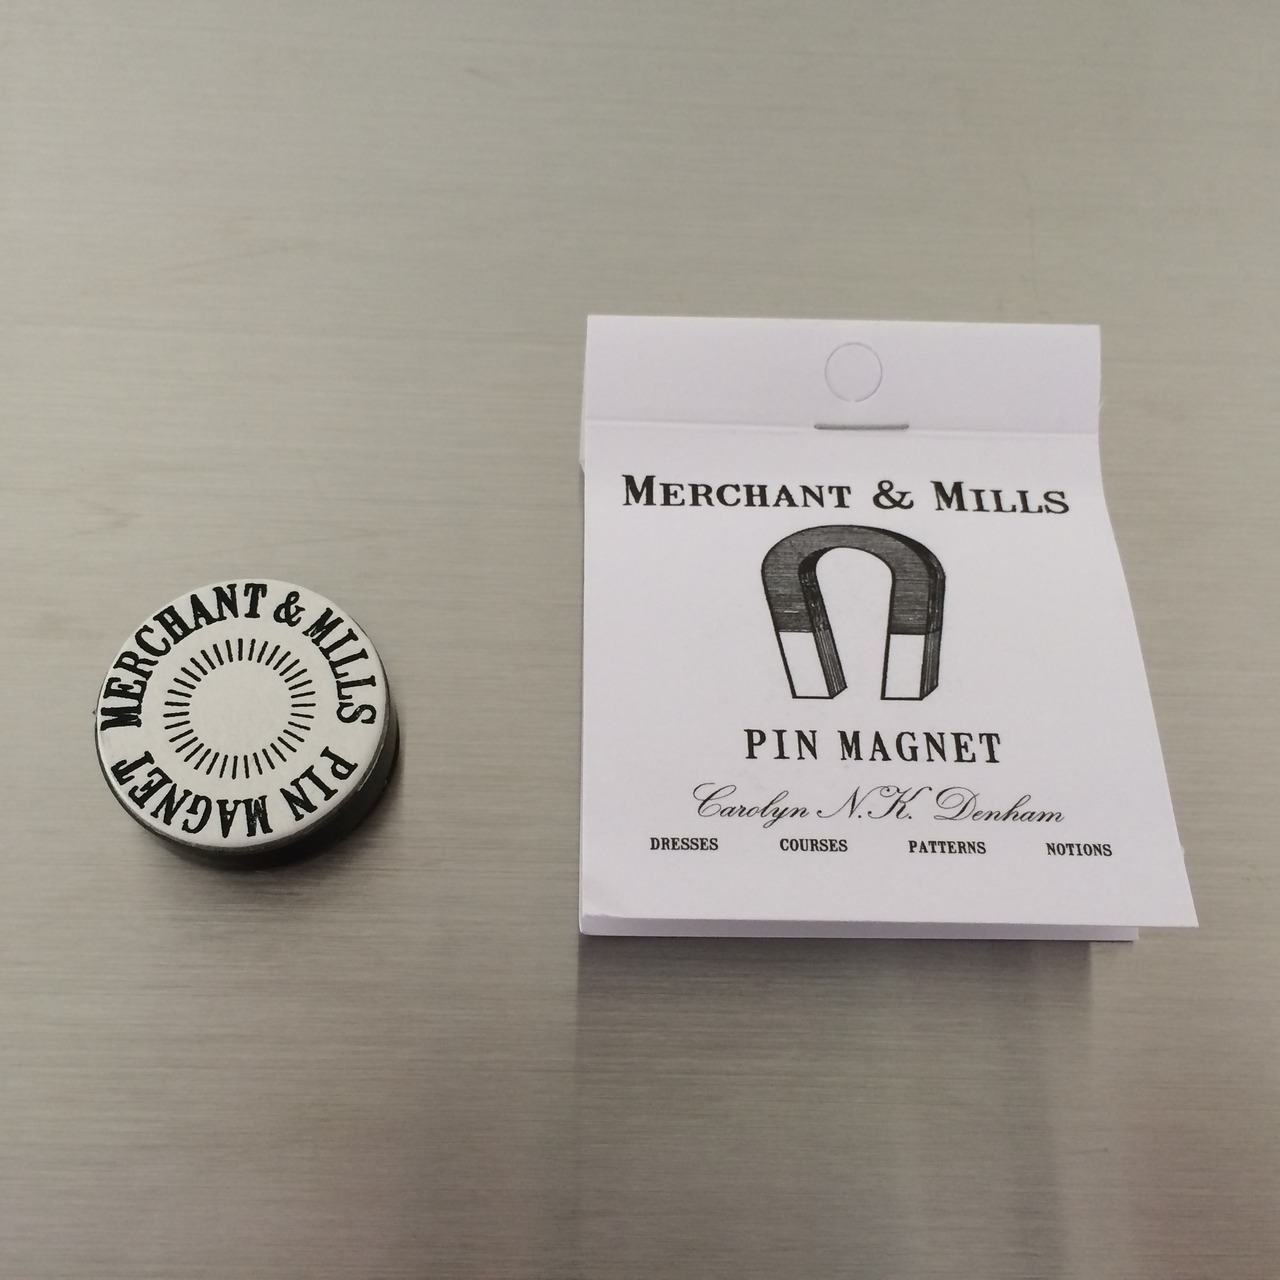 MERCHANT & MILLS
PIN MAGNET
MERCHANT & MILLS
PIN MAGNET
Carolyn N.K. Denham
DRESSES COURSES PATTERNS NOTIONS